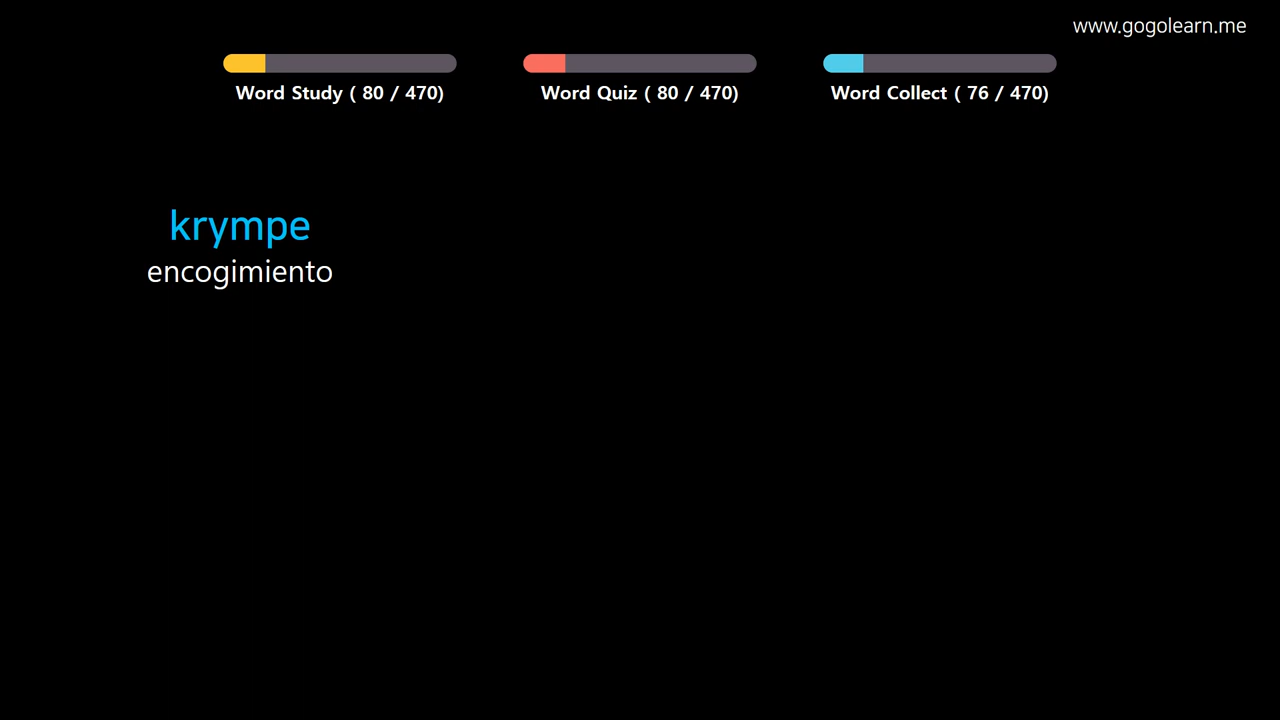 www.gogolearn.me
Word Study ( 80 / 470)
Word Quiz ( 80 / 470)
Word Collect ( 76 / 470)
krympe
encogimiento